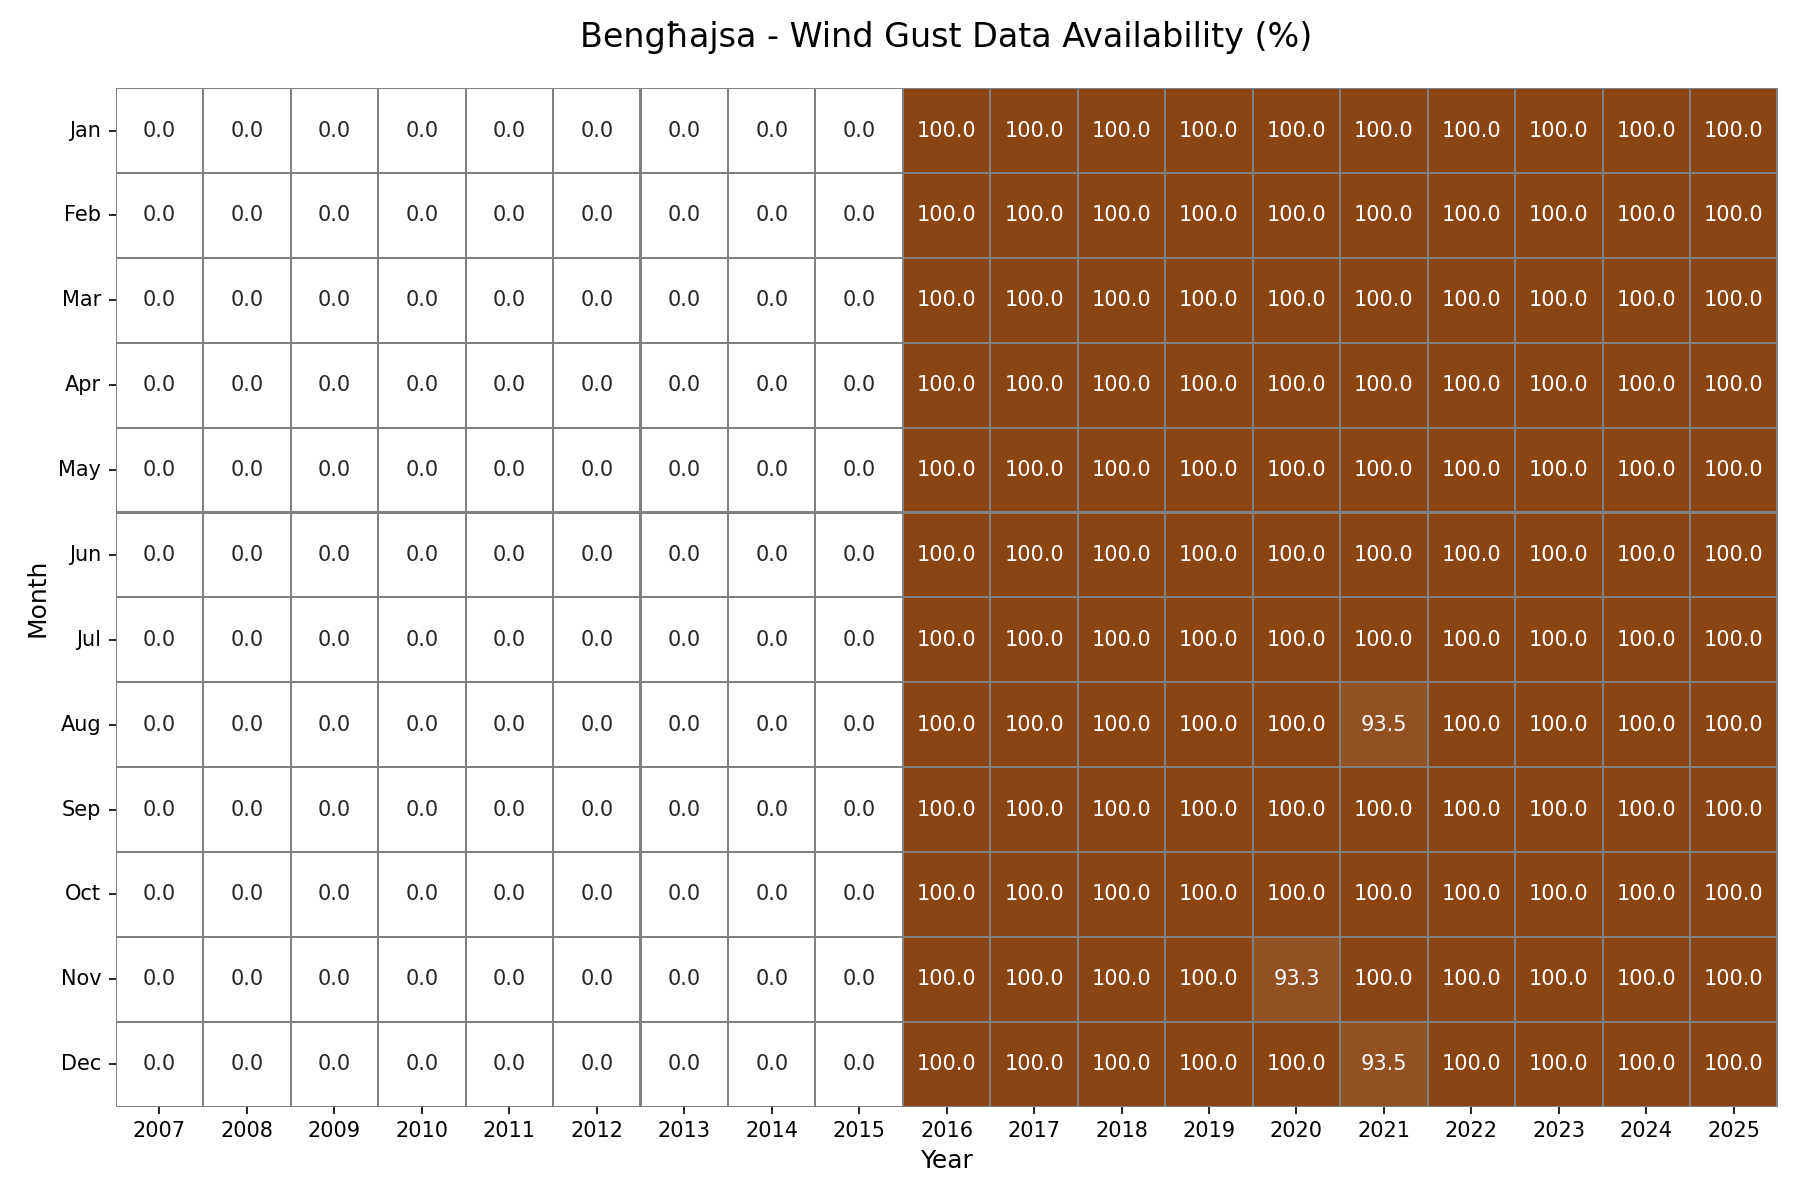 Bengħajsa - Wind Gust Data Availability (%)
Jan 0.0 0.0 0.0 0.0 0.0 0.0 0.0 0.0 0.0 100.0 100.0 100.0 100.0 100.0 100.0 100.0 100.0 100.0 100.0
Feb 0.0 0.0 0.0 0.0 0.0 0.0 0.0 0.0 0.0 100.0 100.0 100.0 100.0 100.0 100.0 100.0 100.0 100.0 100.0
Mar 0.0 0.0 0.0 0.0 0.0 0.0 0.0 0.0 0.0 100.0 100.0 100.0 100.0 100.0 100.0 100.0 100.0 100.0 100.0
Apr 0.0 0.0 0.0 0.0 0.0 0.0 0.0 0.0 0.0 100.0 100.0 100.0 100.0 100.0 100.0 100.0 100.0 100.0 100.0
May 0.0 0.0 0.0 0.0 0.0 0.0 0.0 0.0 0.0 100.0 100.0 100.0 100.0 100.0 100.0 100.0 100.0 100.0 100.0
Jun 0.0 0.0 0.0 0.0 0.0 0.0 0.0 0.0 0.0 100.0 100.0 100.0 100.0 100.0 100.0 100.0 100.0 100.0 100.0
Month
Jul 0.0 0.0 0.0 0.0 0.0 0.0 0.0 0.0 0.0 100.0 100.0 100.0 100.0 100.0 100.0 100.0 100.0 100.0 100.0
Aug 0.0 0.0 0.0 0.0 0.0 0.0 0.0 0.0 0.0 100.0 100.0 100.0 100.0 100.0 93.5 100.0 100.0 100.0 100.0
Sep 0.0 0.0 0.0 0.0 0.0 0.0 0.0 0.0 0.0 100.0 100.0 100.0 100.0 100.0 100.0 100.0 100.0 100.0 100.0
Oct 0.0 0.0 0.0 0.0 0.0 0.0 0.0 0.0 0.0 100.0 100.0 100.0 100.0 100.0 100.0 100.0 100.0 100.0 100.0
Nov 0.0 0.0 0.0 0.0 0.0 0.0 0.0 0.0 0.0 100.0 100.0 100.0 100.0 93.3 100.0 100.0 100.0 100.0 100.0
Dec 0.0 0.0 0.0 0.0 0.0 0.0 0.0 0.0 0.0 100.0 100.0 100.0 100.0 100.0 93.5 100.0 100.0 100.0 100.0
2007 2008 2009 2010 2011 2012 2013 2014 2015 2016 2017 2018 2019 2020 2021 2022 2023 2024 2025
Year